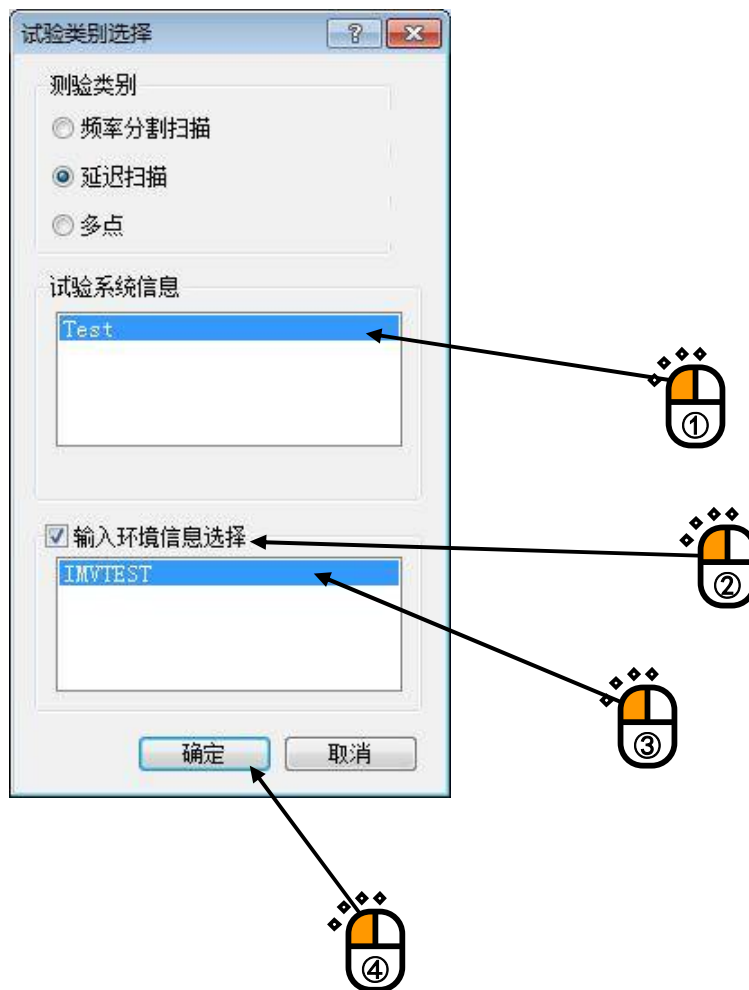 试验类别选择
测验类别
频率分割扫描
延迟扫描
多点
试验系统信息
Test
①
输入环境信息选择
②
IMVTEST
③
确定 取消
④